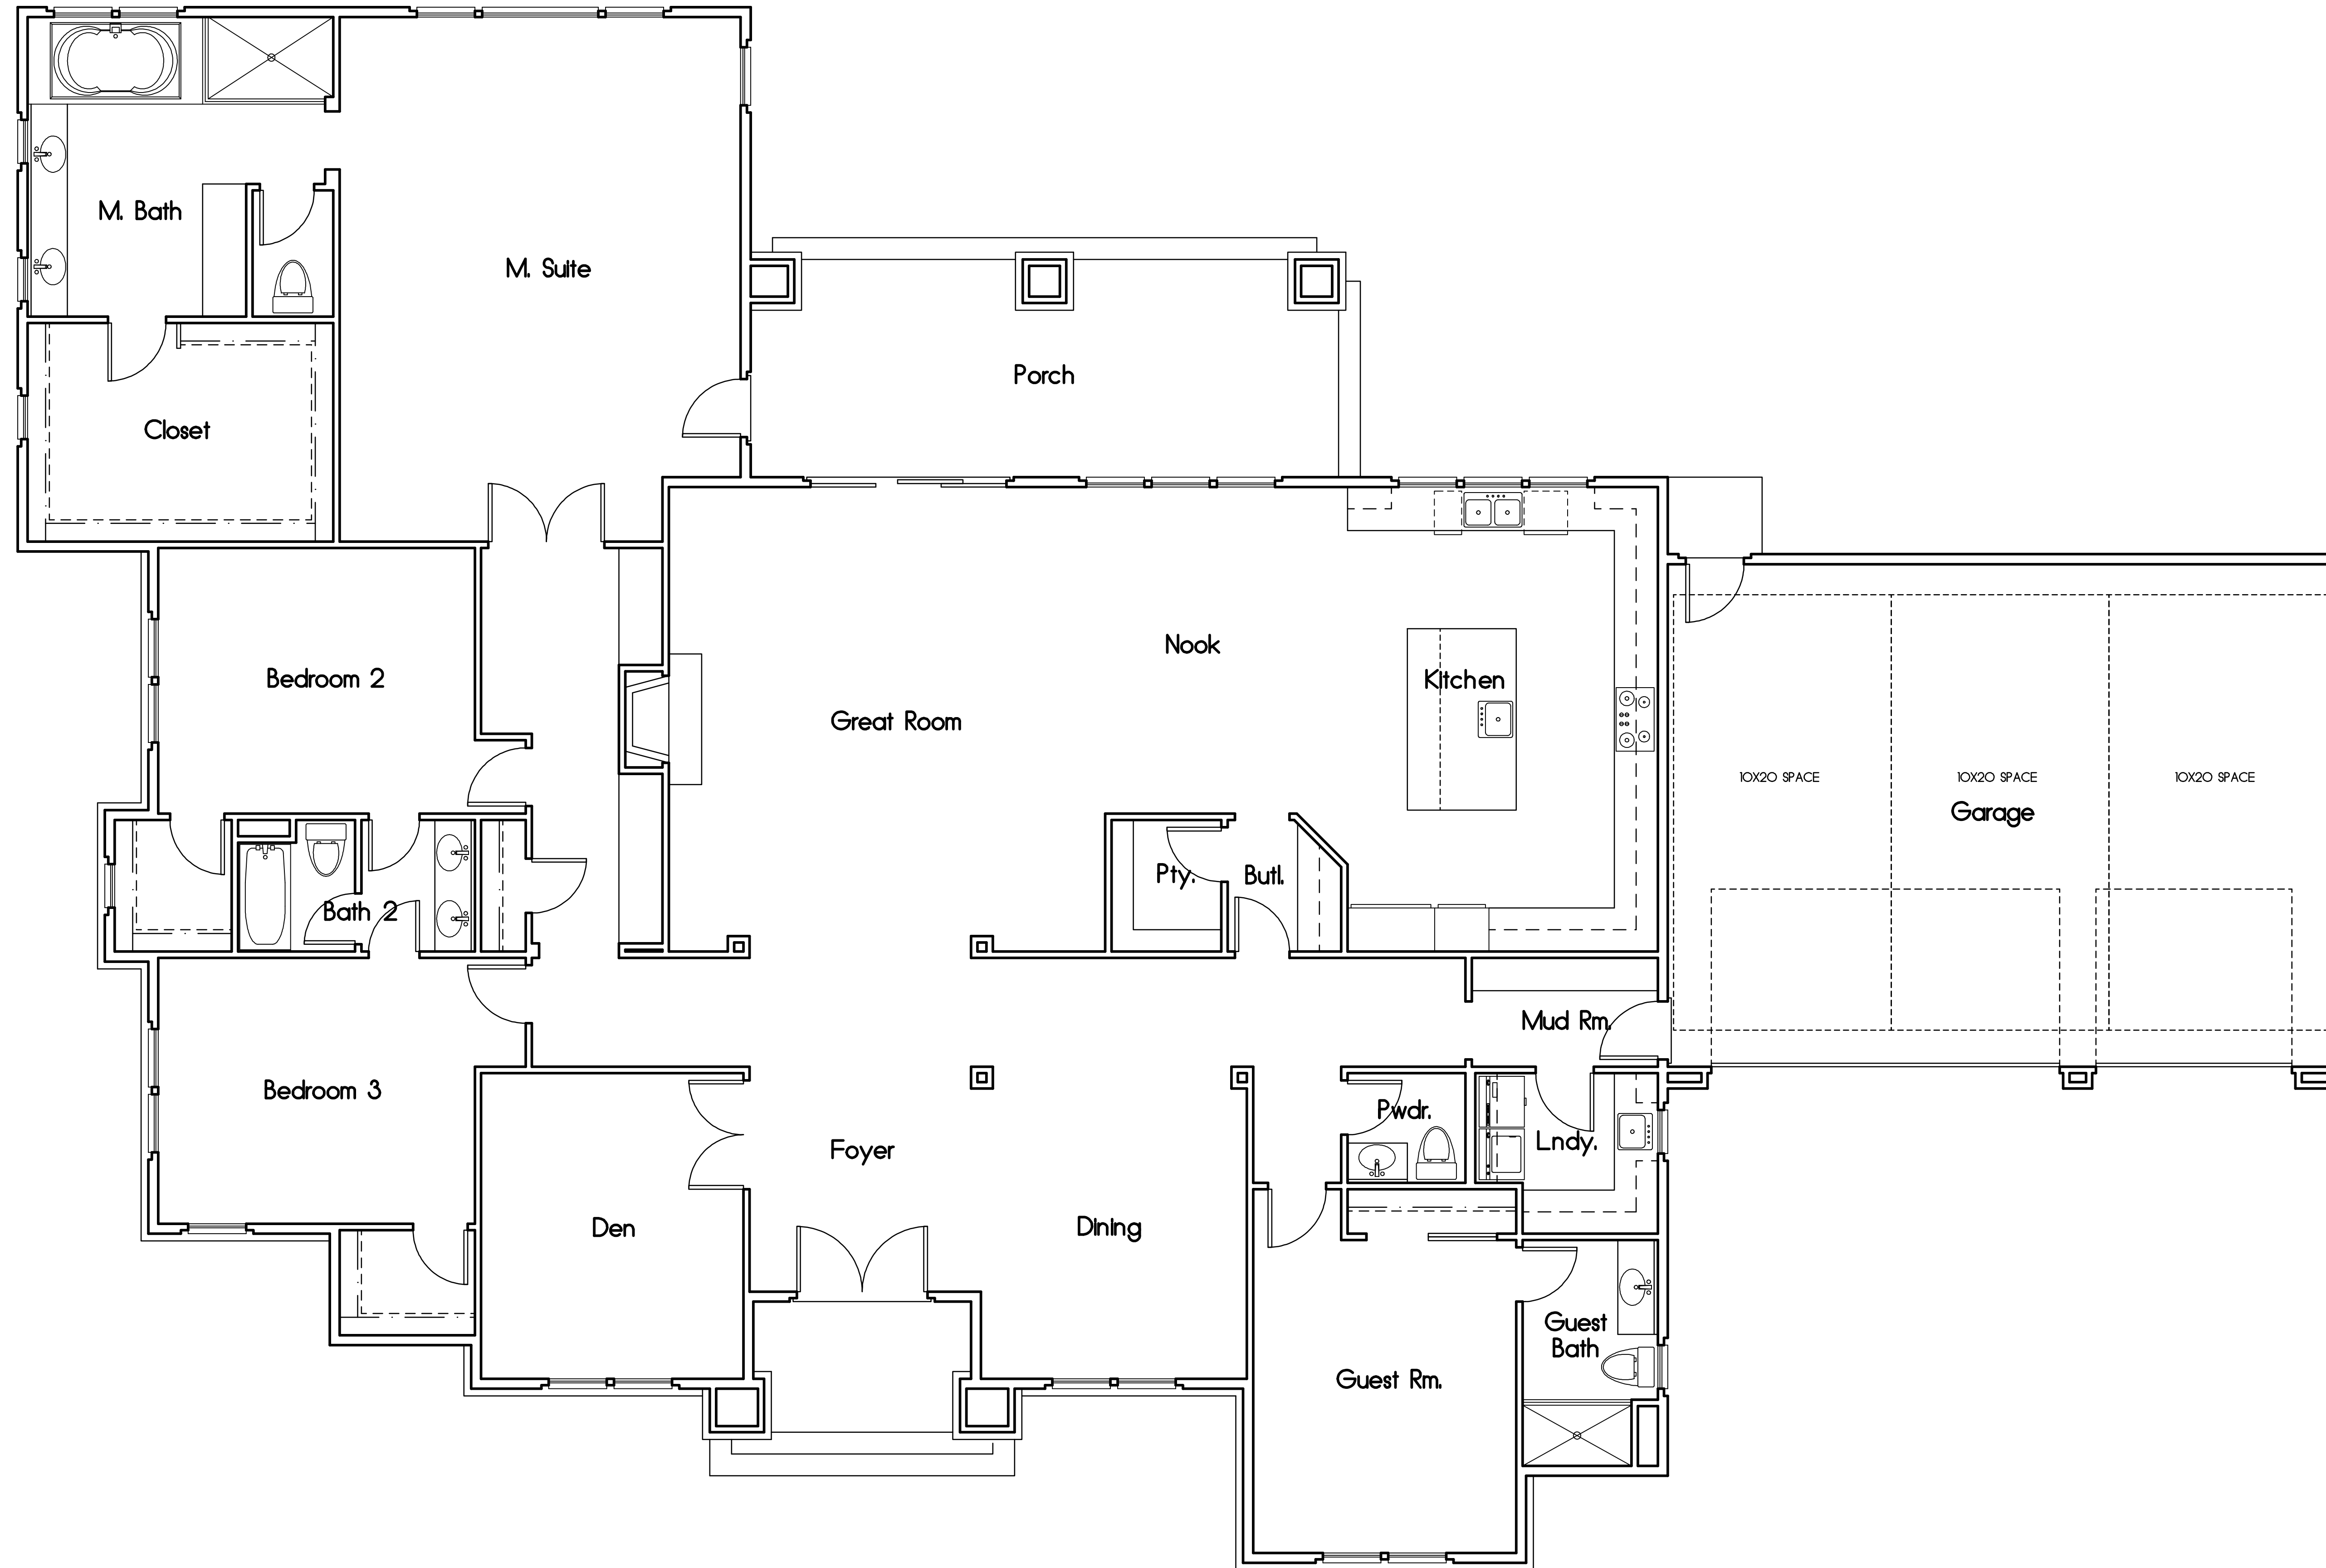 M. Bath
M. Suite
Porch
Closet
Nook
Bedroom 2
Kitchen
Great Room
10X20 SPACE
10X20 SPACE
10X20 SPACE
Garage
Pty.
Butl.
Bath 2
Mud Rm.
Bedroom 3
Pwdr.
Foyer
Lndy.
Den
Dining
Guest
Bath
Guest Rm.